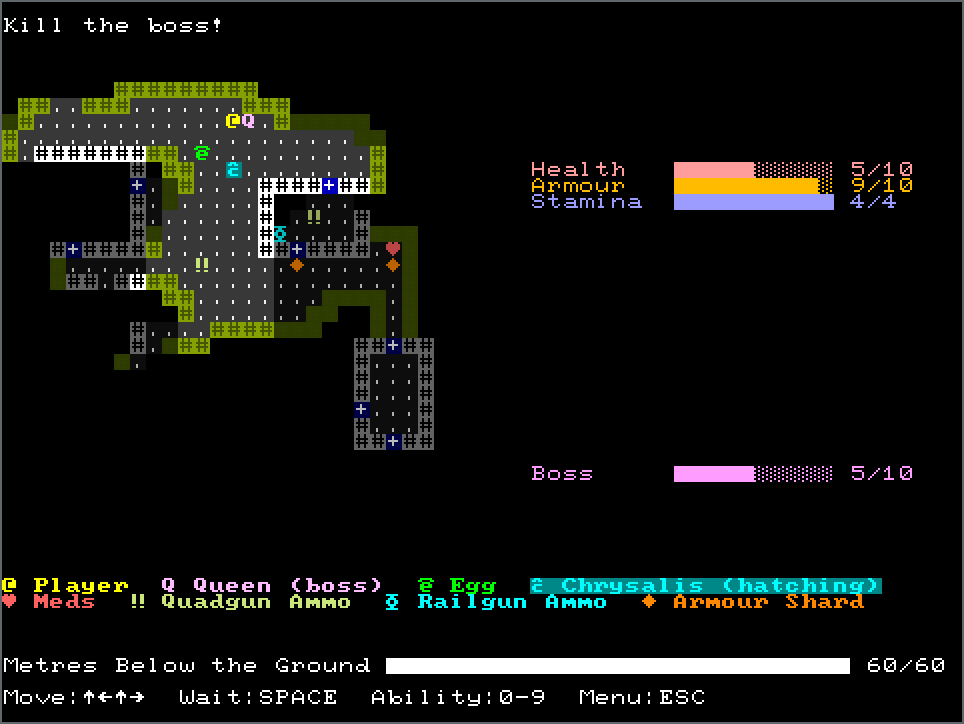 Kill the boss!
Health 5/10
Armour 9/10
Stamina 4/4
Boss 5/10
Player Q Queen (boss) Egg Chrysalis (hatching)
♥ Meds ‼ Quadgun Ammo Railgun Ammo ♦ Armour Shard
Metres Below the Ground 60/60
Move:↑←↑→ Wait:SPACE Ability:0-9 Menu:ESC